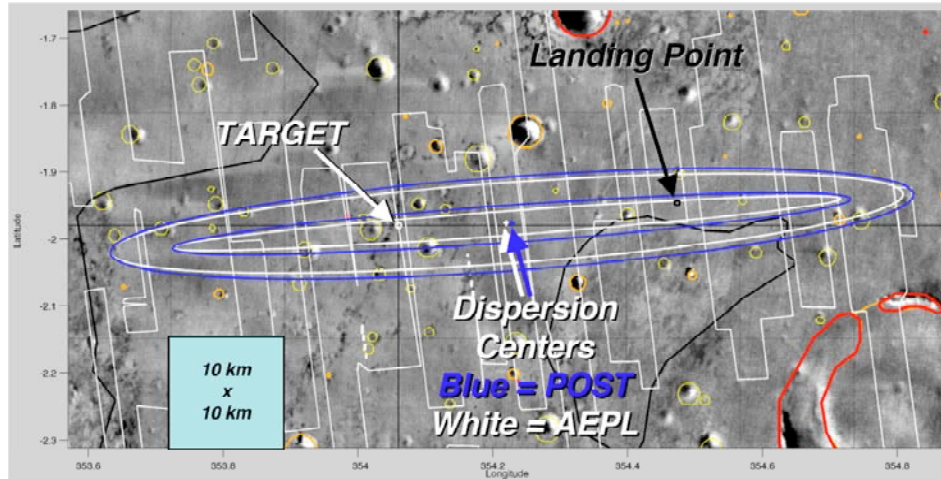 Landing Point
TARGET
Dispersion
Centers
Blue = POST
White = AEPL
10 km
x
10 km
-1.7
-1.8
-1.9
-2
-2.1
-2.2
-2.3
Latitude
353.6
353.8
354
354.2
354.4
354.6
354.8
Longitude